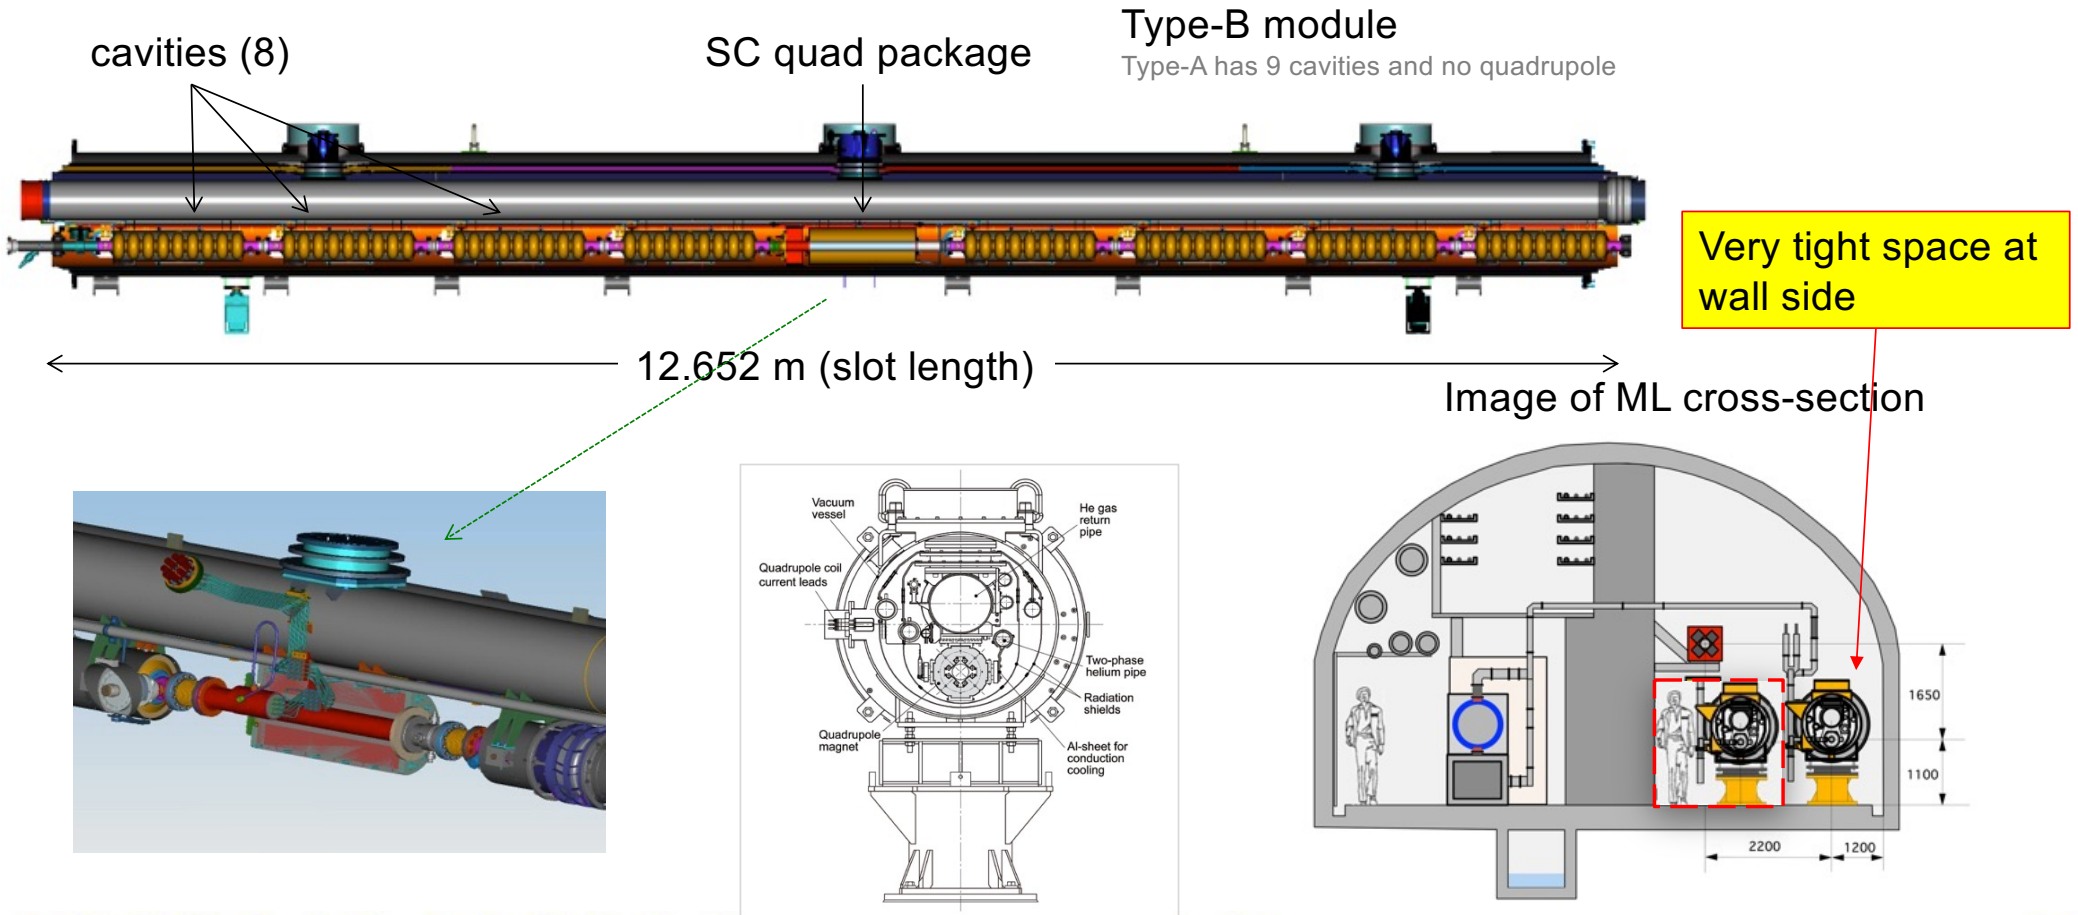 Type-B module
Type-A has 9 cavities and no quadrupole
cavities (8)
SC quad package
Very tight space at
wall side
12.652 m (slot length)
Image of ML cross-section
Vacuum
vessel
He gas
return
pipe
Quadrupole coil
current leads
Two-phase
helium pipe
Radiation
shields
Quadrupole
magnet
Al-sheet for
conduction
cooling
1650
1100
2200
1200